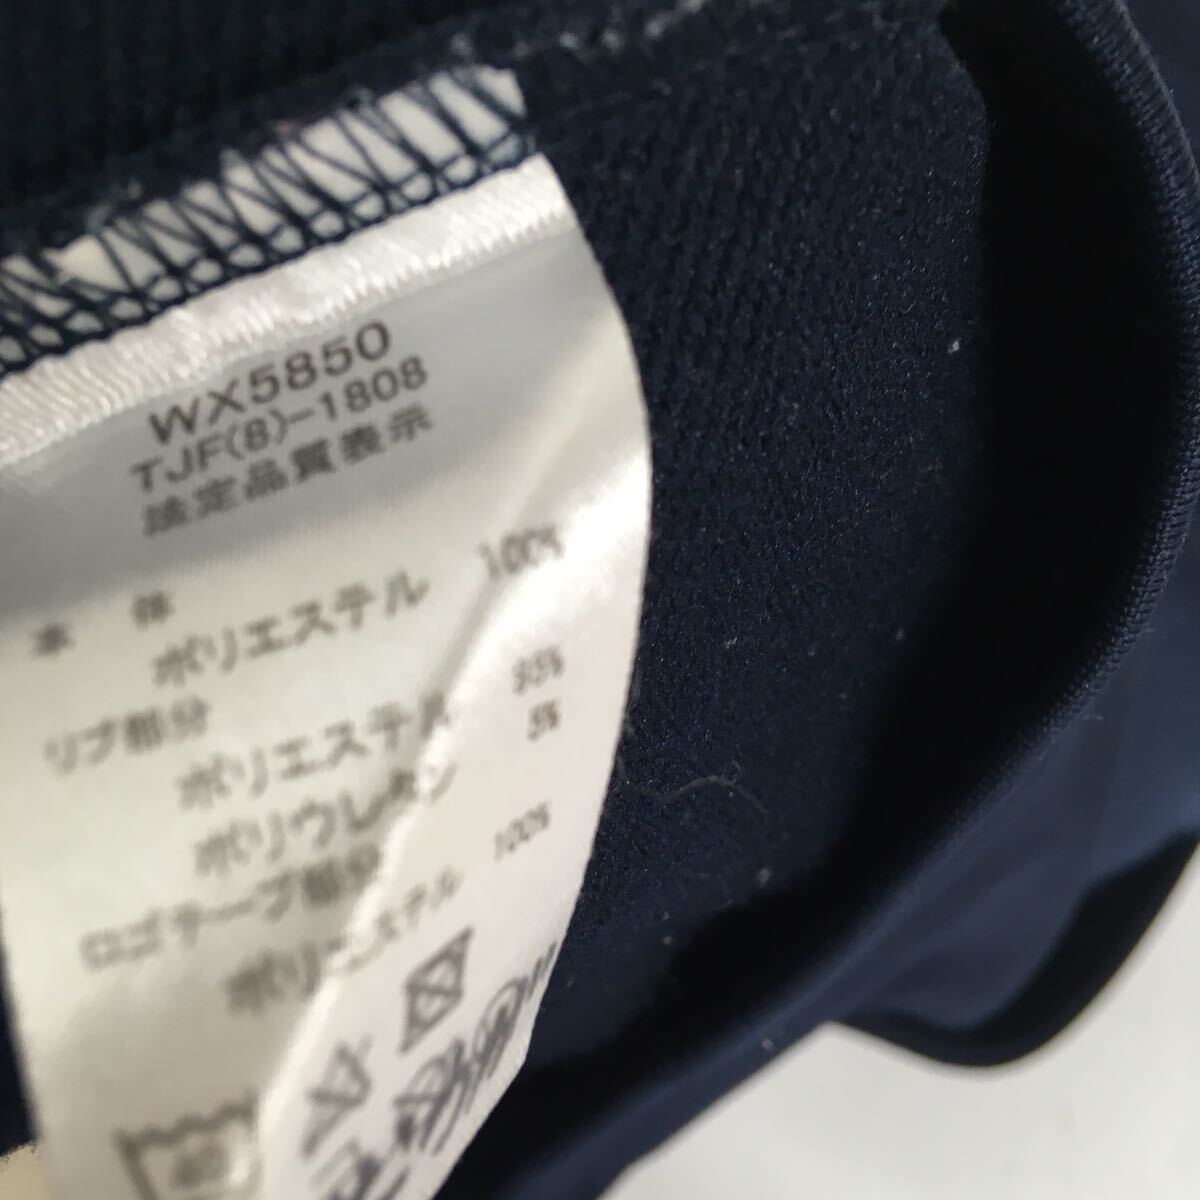 WX5850
TJF(8)-1808
法定品質表示
本 体
ポリエステル 100%
リブ部分
ポリエステル 95%
ポリウレタン 5%
ロゴテープ部分
ポリエステル 100%